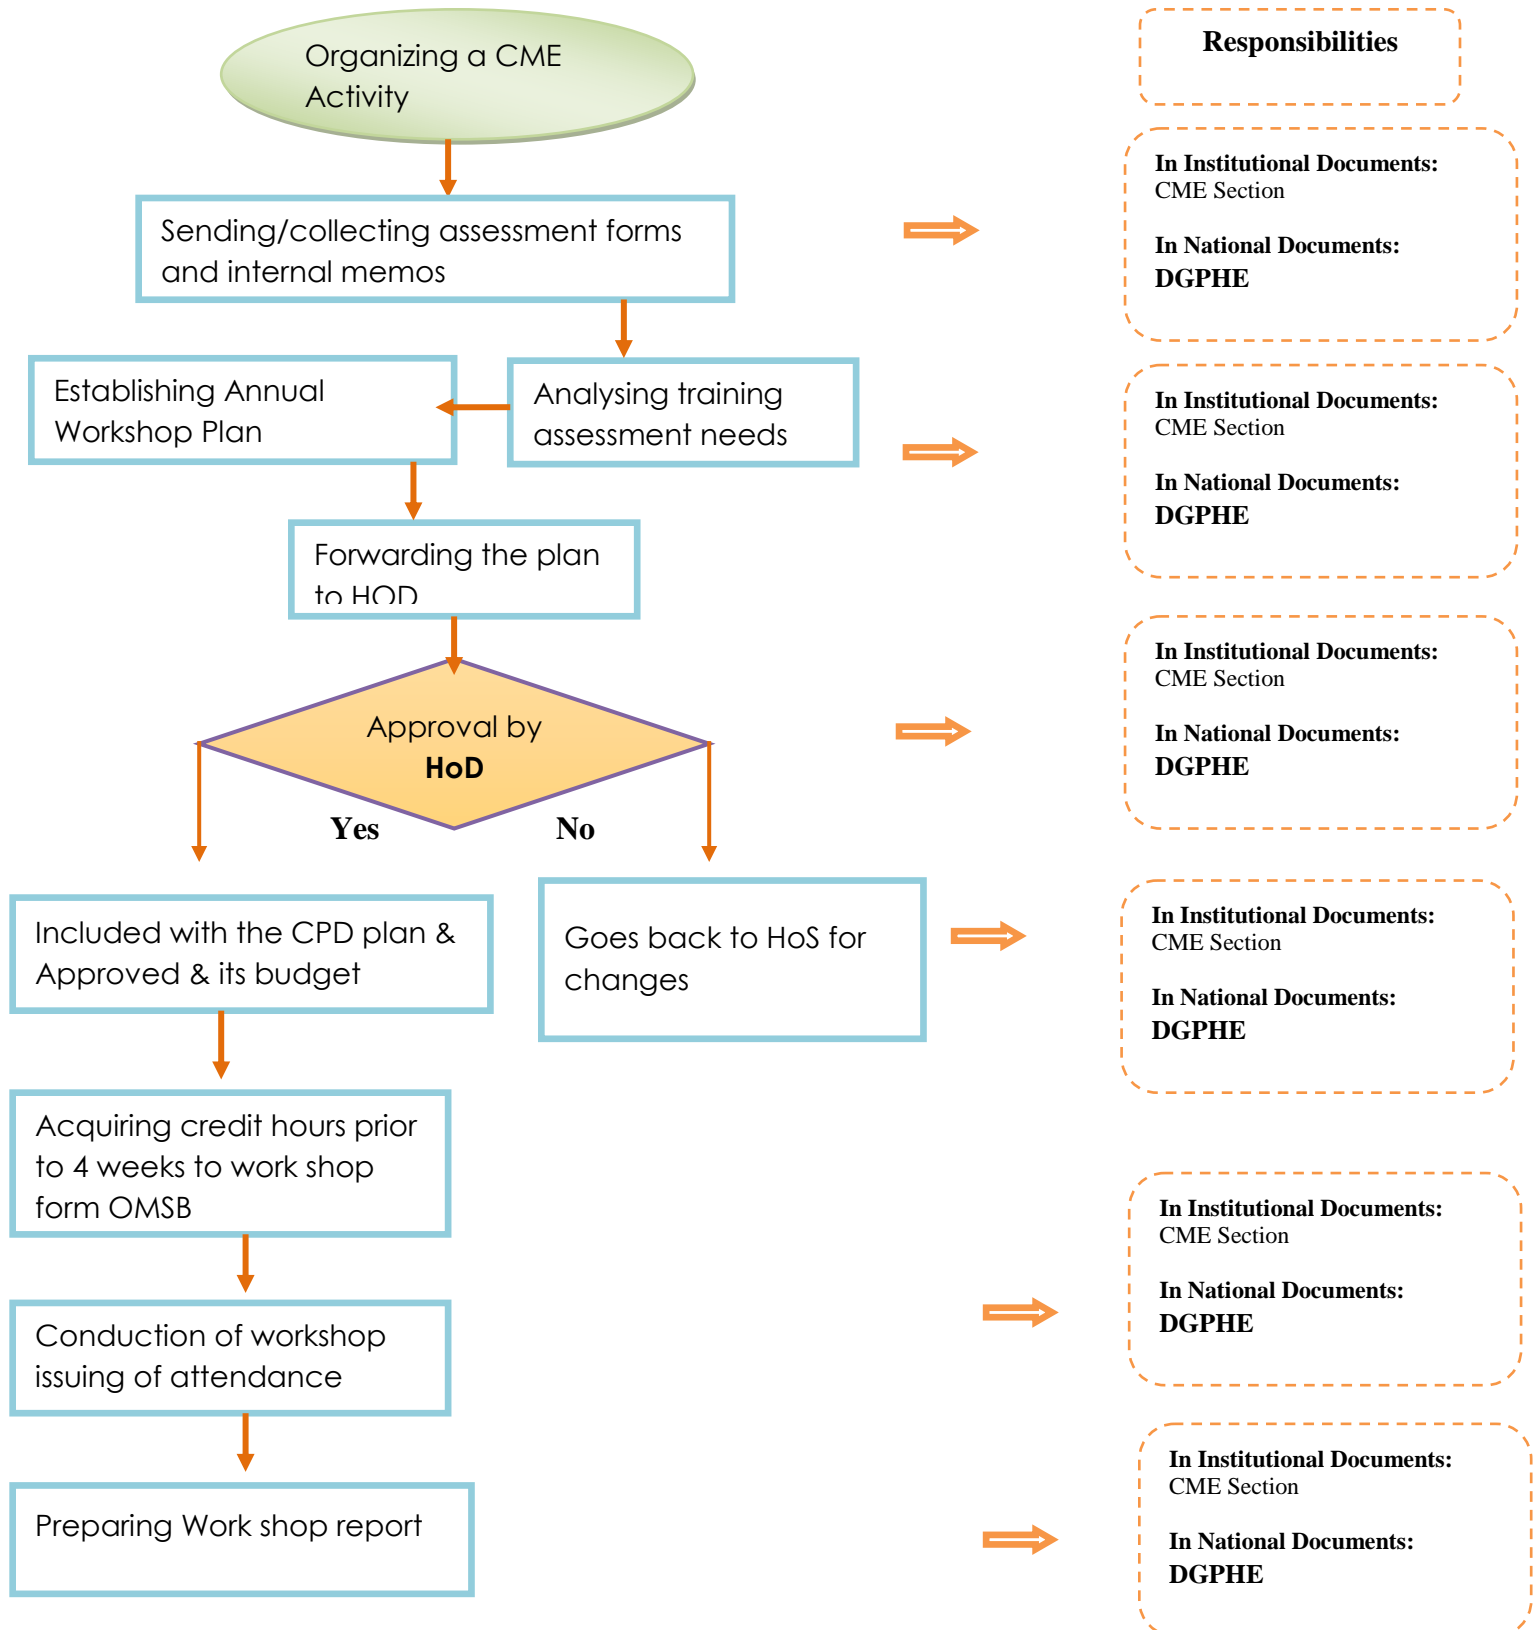 Organizing a CME
Activity
Responsibilities
In Institutional Documents:
CME Section
In National Documents:
DGPHE
Sending/collecting assessment forms
and internal memos
Establishing Annual
Workshop Plan
Analysing training
assessment needs
In Institutional Documents:
CME Section
In National Documents:
DGPHE
Forwarding the plan
to HOD
Approval by
HoD
Yes
No
In Institutional Documents:
CME Section
In National Documents:
DGPHE
Included with the CPD plan &
Approved & its budget
Goes back to HoS for
changes
In Institutional Documents:
CME Section
In National Documents:
DGPHE
Acquiring credit hours prior
to 4 weeks to work shop
form OMSB
Conduction of workshop
issuing of attendance
In Institutional Documents:
CME Section
In National Documents:
DGPHE
Preparing Work shop report
In Institutional Documents:
CME Section
In National Documents:
DGPHE